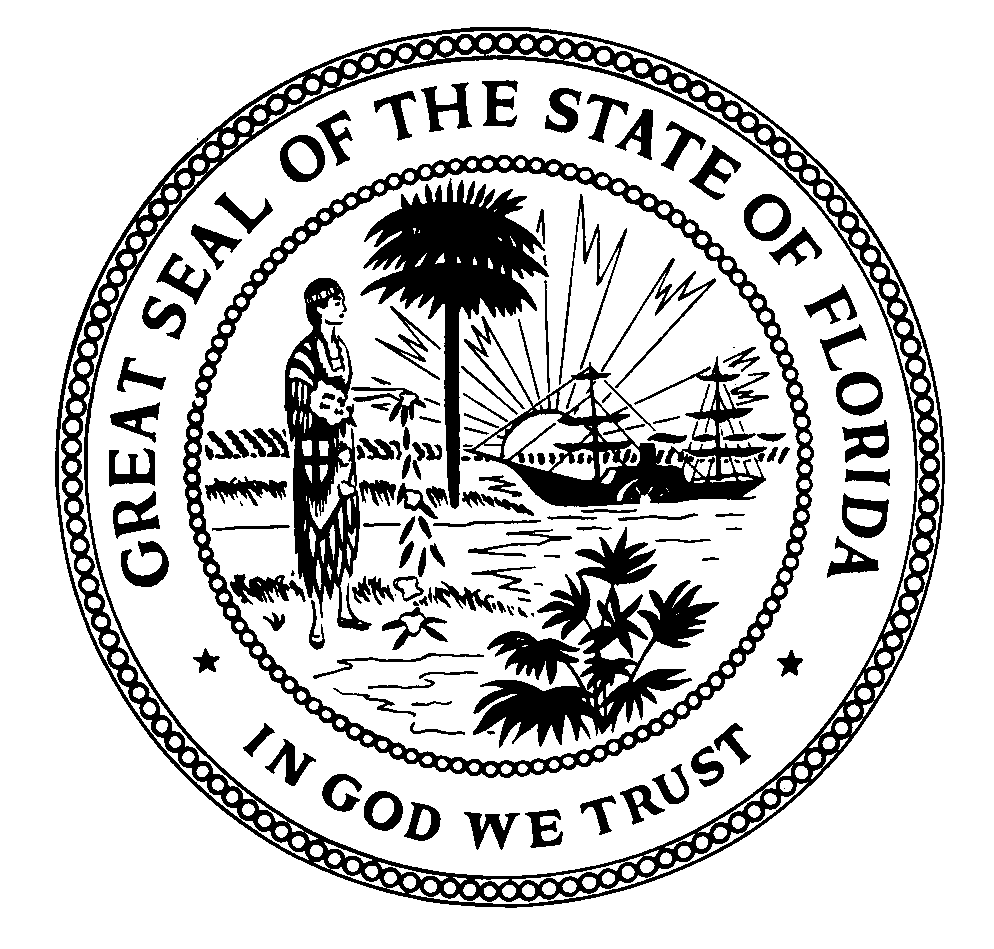 GREAT SEAL OF THE STATE OF FLORIDA
IN GOD WE TRUST